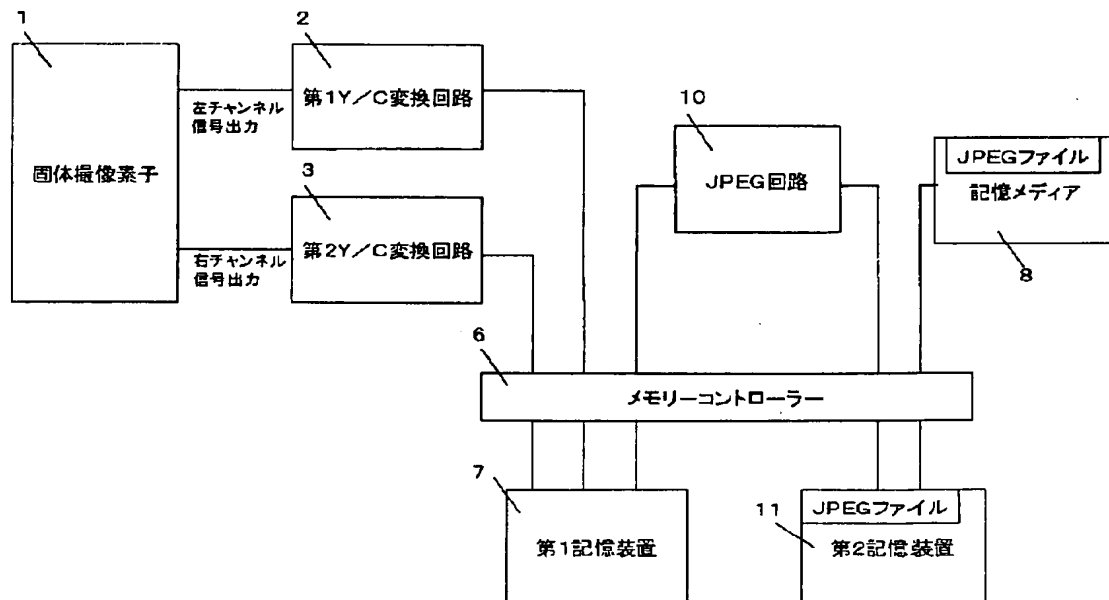 1
2
固体撮像素子
左チャンネル
信号出力
第1Y／C変換回路
3
右チャンネル
信号出力
第2Y／C変換回路
10
JPEG回路
JPEGファイル
記憶メディア
8
6
メモリーコントローラー
7
第1記憶装置
JPEGファイル
11
第2記憶装置